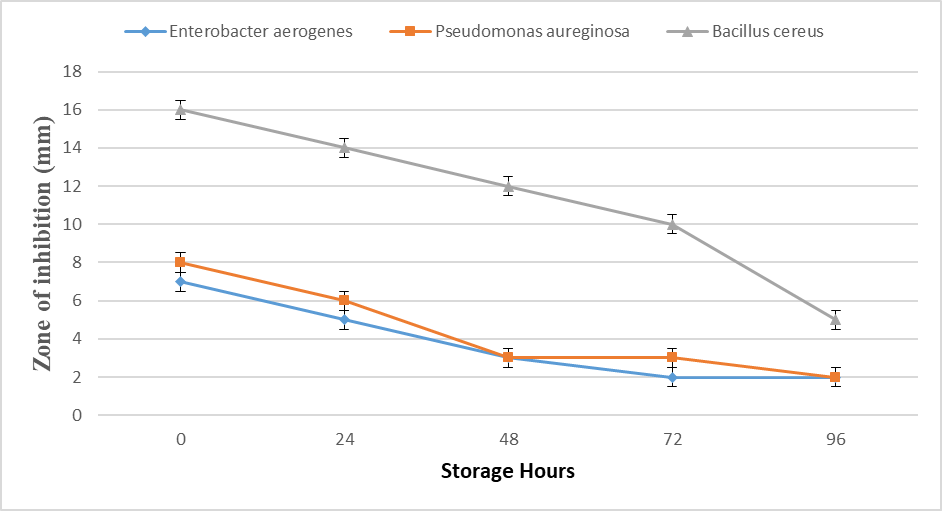 Enterobacter aerogenes Pseudomonas aureginosa Bacillus cereus
Zone of inhibition (mm)
18
16
14
12
10
8
6
4
2
0
0 24 48 72 96
Storage Hours